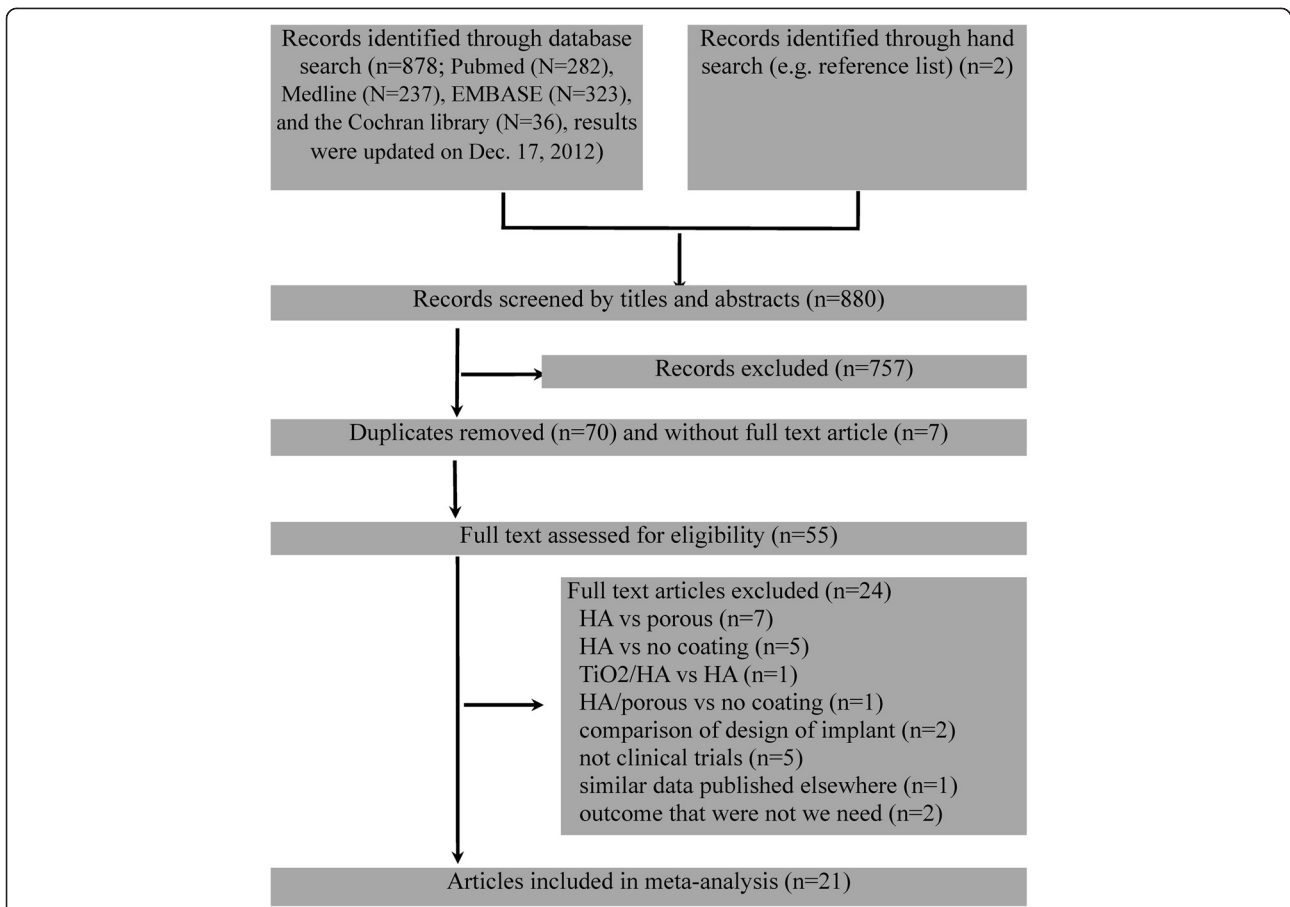 Records identified through database
search (n=878; Pubmed (N=282),
Medline (N=237), EMBASE (N=323),
and the Cochran library (N=36), results
were updated on Dec. 17, 2012)
Records identified through hand
search (e.g. reference list) (n=2)
Records screened by titles and abstracts (n=880)
Records excluded (n=757)
Duplicates removed (n=70) and without full text article (n=7)
Full text assessed for eligibility (n=55)
Full text articles excluded (n=24)
HA vs porous (n=7)
HA vs no coating (n=5)
TiO2/HA vs HA (n=1)
HA/porous vs no coating (n=1)
comparison of design of implant (n=2)
not clinical trials (n=5)
similar data published elsewhere (n=1)
outcome that were not we need (n=2)
Articles included in meta-analysis (n=21)